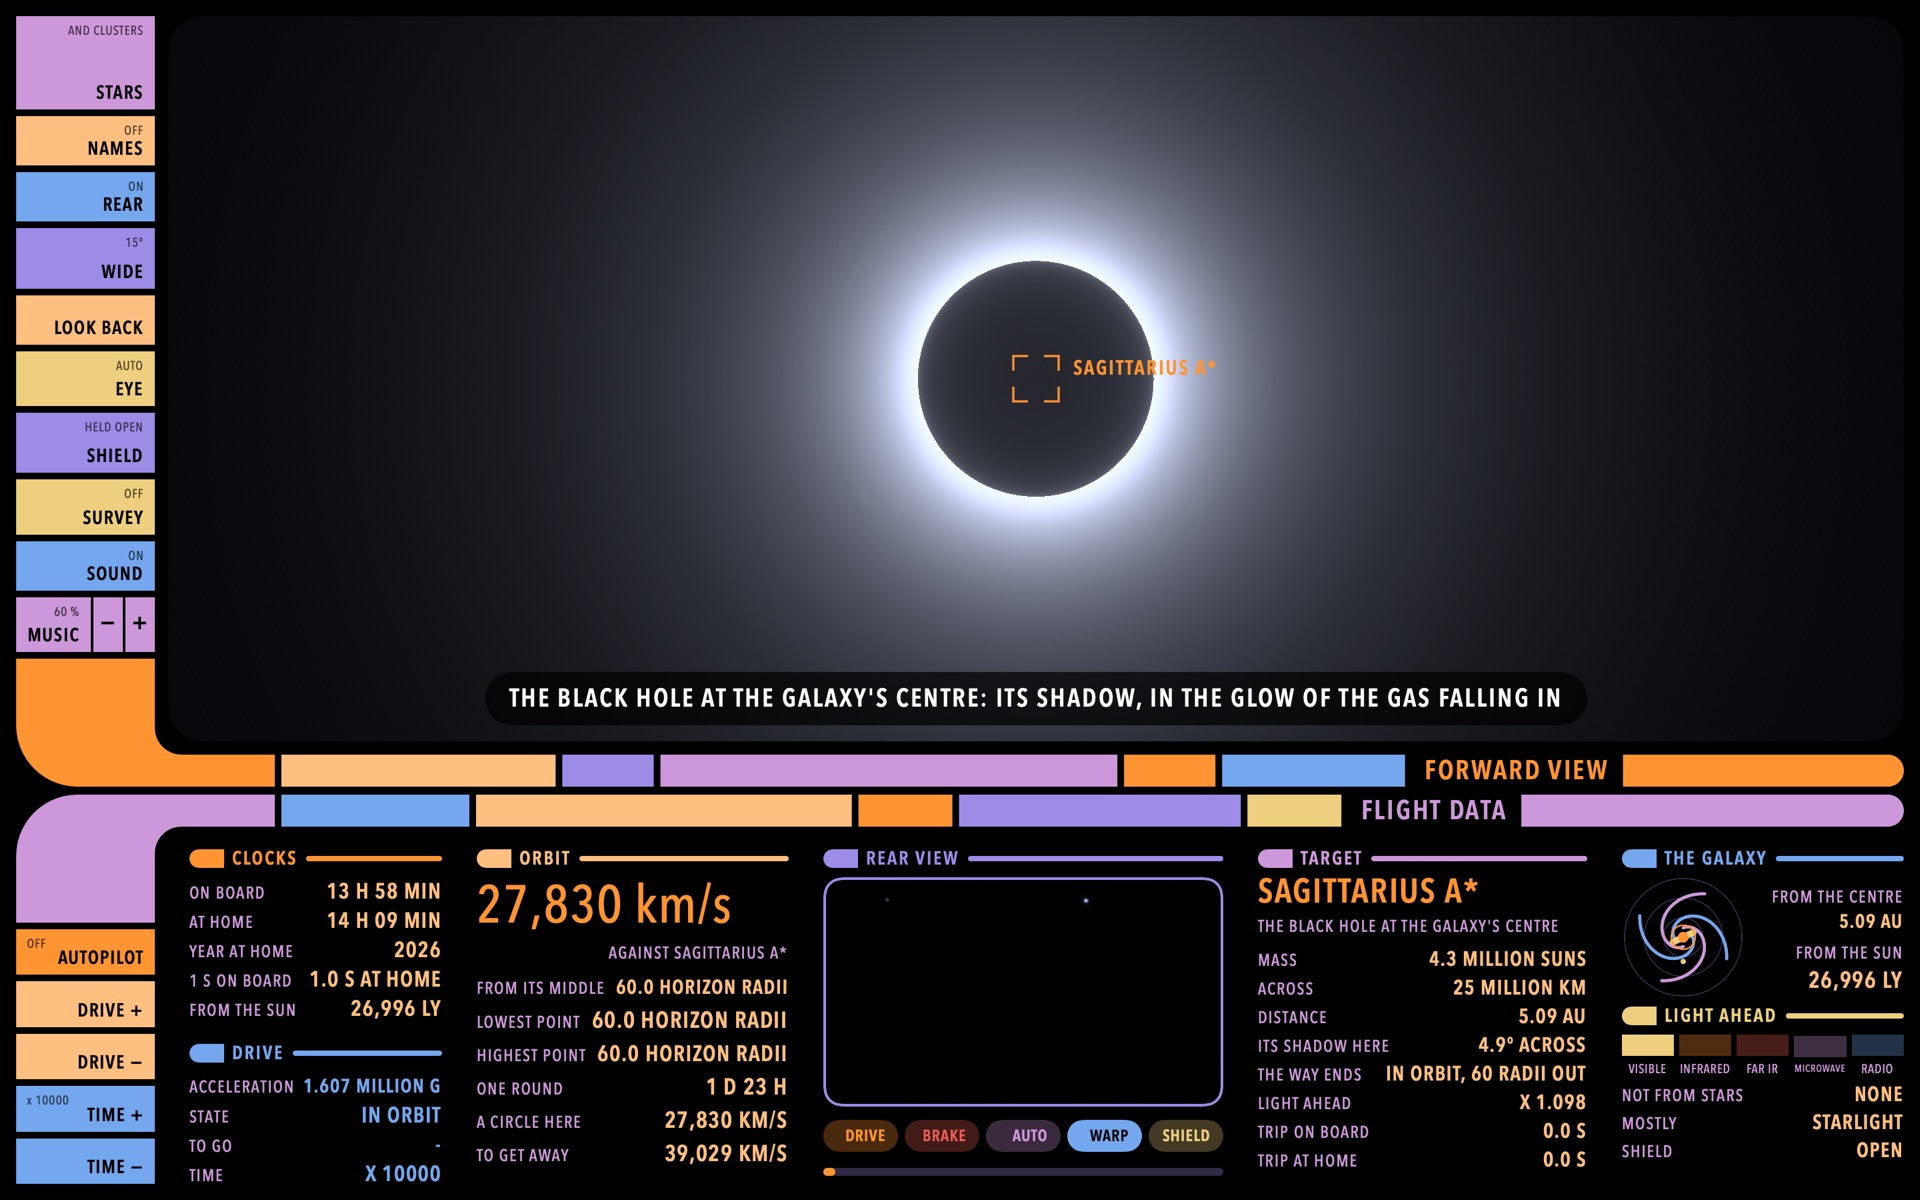 AND CLUSTERS
STARS
OFF
NAMES
ON
REAR
15°
WIDE
LOOK BACK
AUTO
EYE
HELD OPEN
SHIELD
OFF
SURVEY
ON
SOUND
60 %
MUSIC − +
SAGITTARIUS A*
THE BLACK HOLE AT THE GALAXY'S CENTRE: ITS SHADOW, IN THE GLOW OF THE GAS FALLING IN
FORWARD VIEW
FLIGHT DATA
OFF
AUTOPILOT
DRIVE +
DRIVE −
x 10000
TIME +
TIME −
CLOCKS
ON BOARD 13 H 58 MIN
AT HOME 14 H 09 MIN
YEAR AT HOME 2026
1 S ON BOARD 1.0 S AT HOME
FROM THE SUN 26,996 LY
DRIVE
ACCELERATION 1.607 MILLION G
STATE IN ORBIT
TO GO -
TIME X 10000
ORBIT
27,830 km/s
AGAINST SAGITTARIUS A*
FROM ITS MIDDLE 60.0 HORIZON RADII
LOWEST POINT 60.0 HORIZON RADII
HIGHEST POINT 60.0 HORIZON RADII
ONE ROUND 1 D 23 H
A CIRCLE HERE 27,830 KM/S
TO GET AWAY 39,029 KM/S
REAR VIEW
DRIVE BRAKE AUTO WARP SHIELD
TARGET
SAGITTARIUS A*
THE BLACK HOLE AT THE GALAXY'S CENTRE
MASS 4.3 MILLION SUNS
ACROSS 25 MILLION KM
DISTANCE 5.09 AU
ITS SHADOW HERE 4.9° ACROSS
THE WAY ENDS IN ORBIT, 60 RADII OUT
LIGHT AHEAD X 1.098
TRIP ON BOARD 0.0 S
TRIP AT HOME 0.0 S
THE GALAXY
FROM THE CENTRE
5.09 AU
FROM THE SUN
26,996 LY
LIGHT AHEAD
VISIBLE INFRARED FAR IR MICROWAVE RADIO
NOT FROM STARS NONE
MOSTLY STARLIGHT
SHIELD OPEN